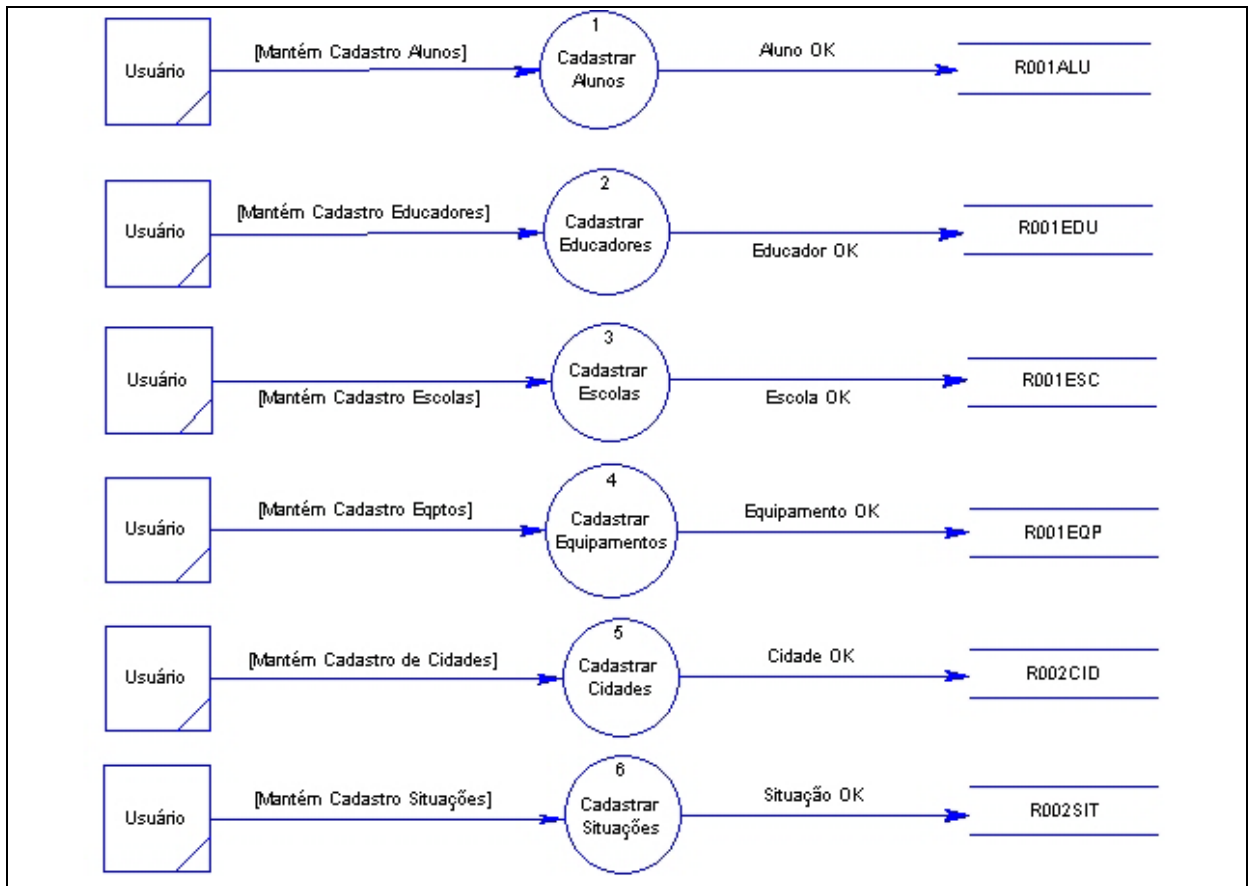 1
Usuário
[Mantém Cadastro Alunos]
Cadastrar
Alunos
Aluno OK
R001ALU
2
Usuário
[Mantém Cadastro Educadores]
Cadastrar
Educadores
Educador OK
R001EDU
3
Usuário
[Mantém Cadastro Escolas]
Cadastrar
Escolas
Escola OK
R001ESC
4
Usuário
[Mantém Cadastro Eqptos]
Cadastrar
Equipamentos
Equipamento OK
R001EQP
5
Usuário
[Mantém Cadastro de Cidades]
Cadastrar
Cidades
Cidade OK
R002CID
6
Usuário
[Mantém Cadastro Situações]
Cadastrar
Situações
Situação OK
R002SIT